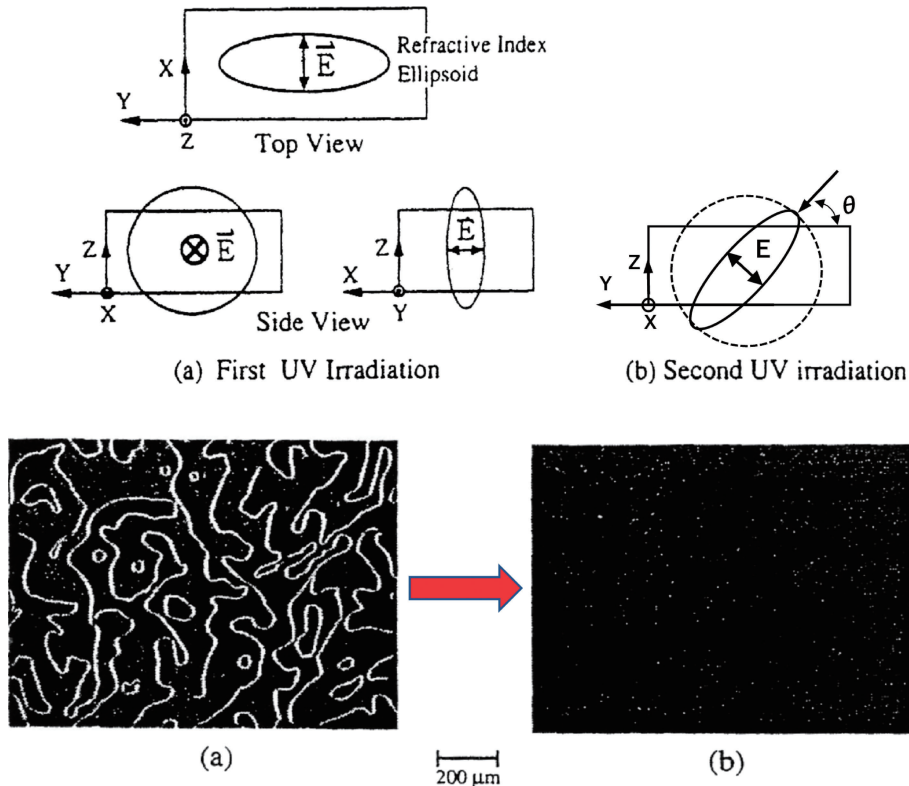 X
E
Refractive Index
Ellipsoid
Y
Z
Top View
Z
E
Y
X
Z
E
X
Y
θ
E
Z
Y
X
Side View
(a) First UV Irradiation
(b) Second UV irradiation
(a)
200 μm
(b)